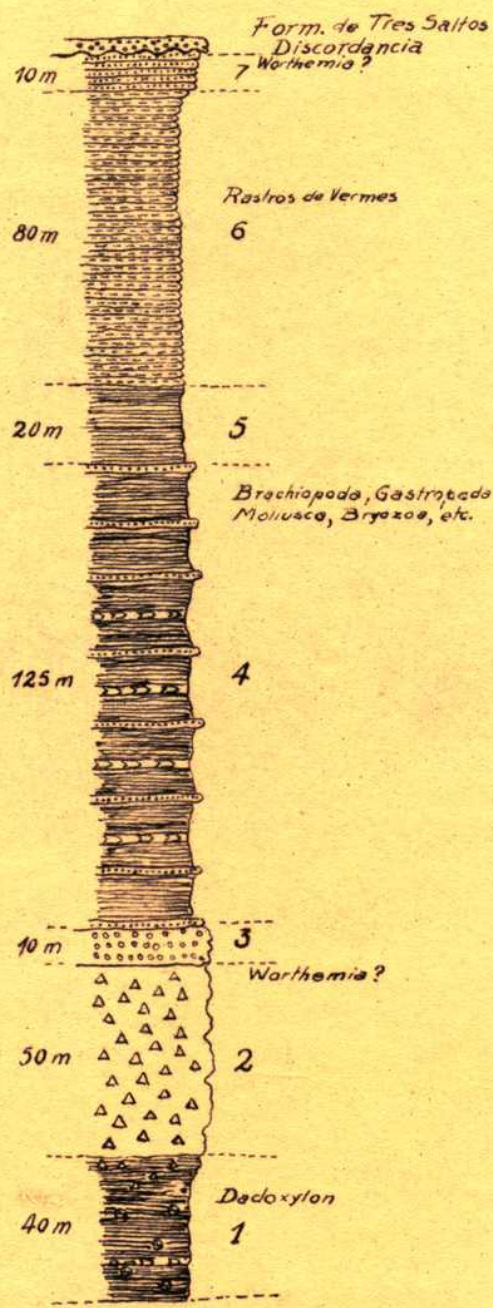 Form. de Tres Saltos
Discordancia
10 m
7 Worthemia ?
Rastros de Vermes
80 m
6
20 m
5
Brachiopoda, Gastropoda
Mollusca, Bryozoa, etc.
125 m
4
10 m
3
Worthemia ?
50 m
2
Dadoxylon
40 m
1